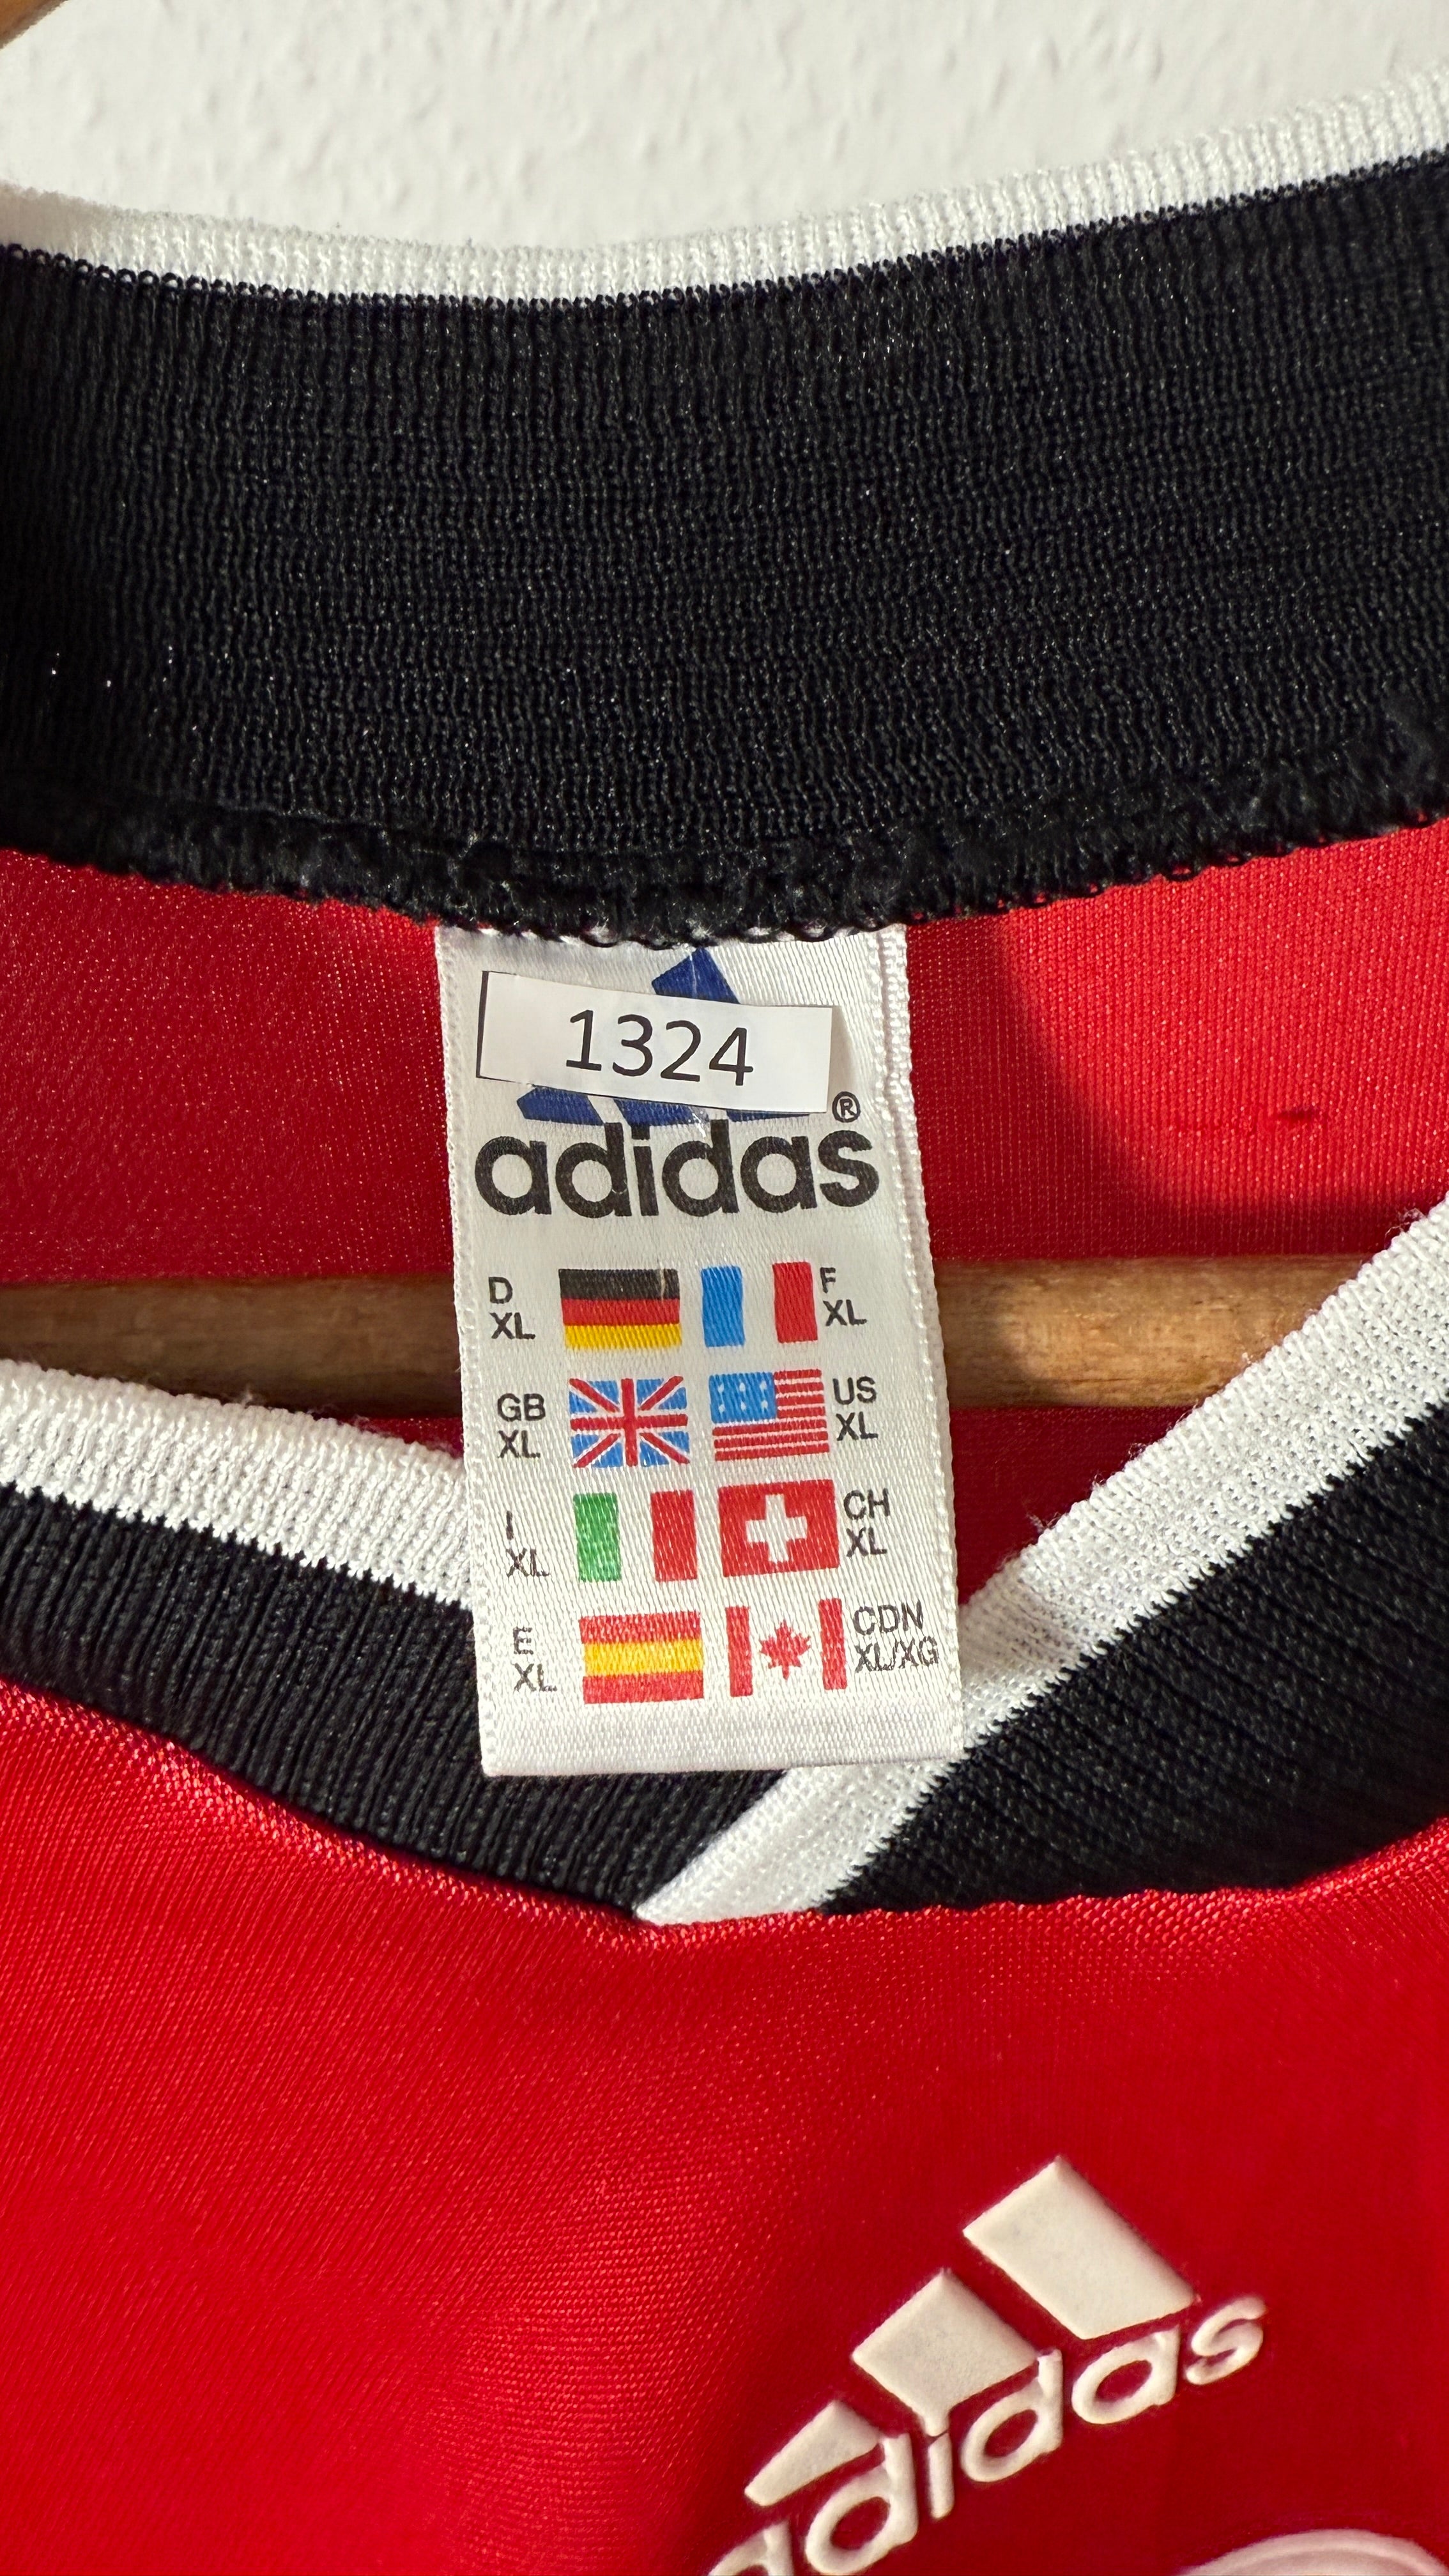 1324
®
adidas
D
XL
F
XL
GB
XL
US
XL
I
XL
CH
XL
E
XL
CDN
XL/XG
adidas